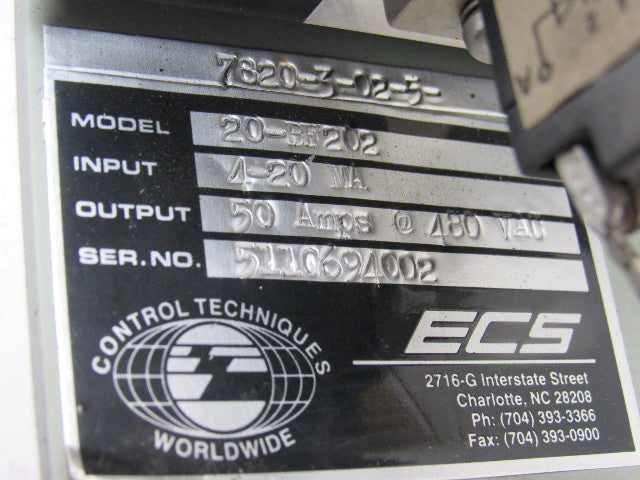 7820-3-02-3-
MODEL 20-BF202
INPUT 4-20 MA
OUTPUT 50 Amps @ 480 VAC
SER.NO. 5110694002
CONTROL TECHNIQUES
WORLDWIDE
ECS
2716-G Interstate Street
Charlotte, NC 28208
Ph: (704) 393-3366
Fax: (704) 393-0900